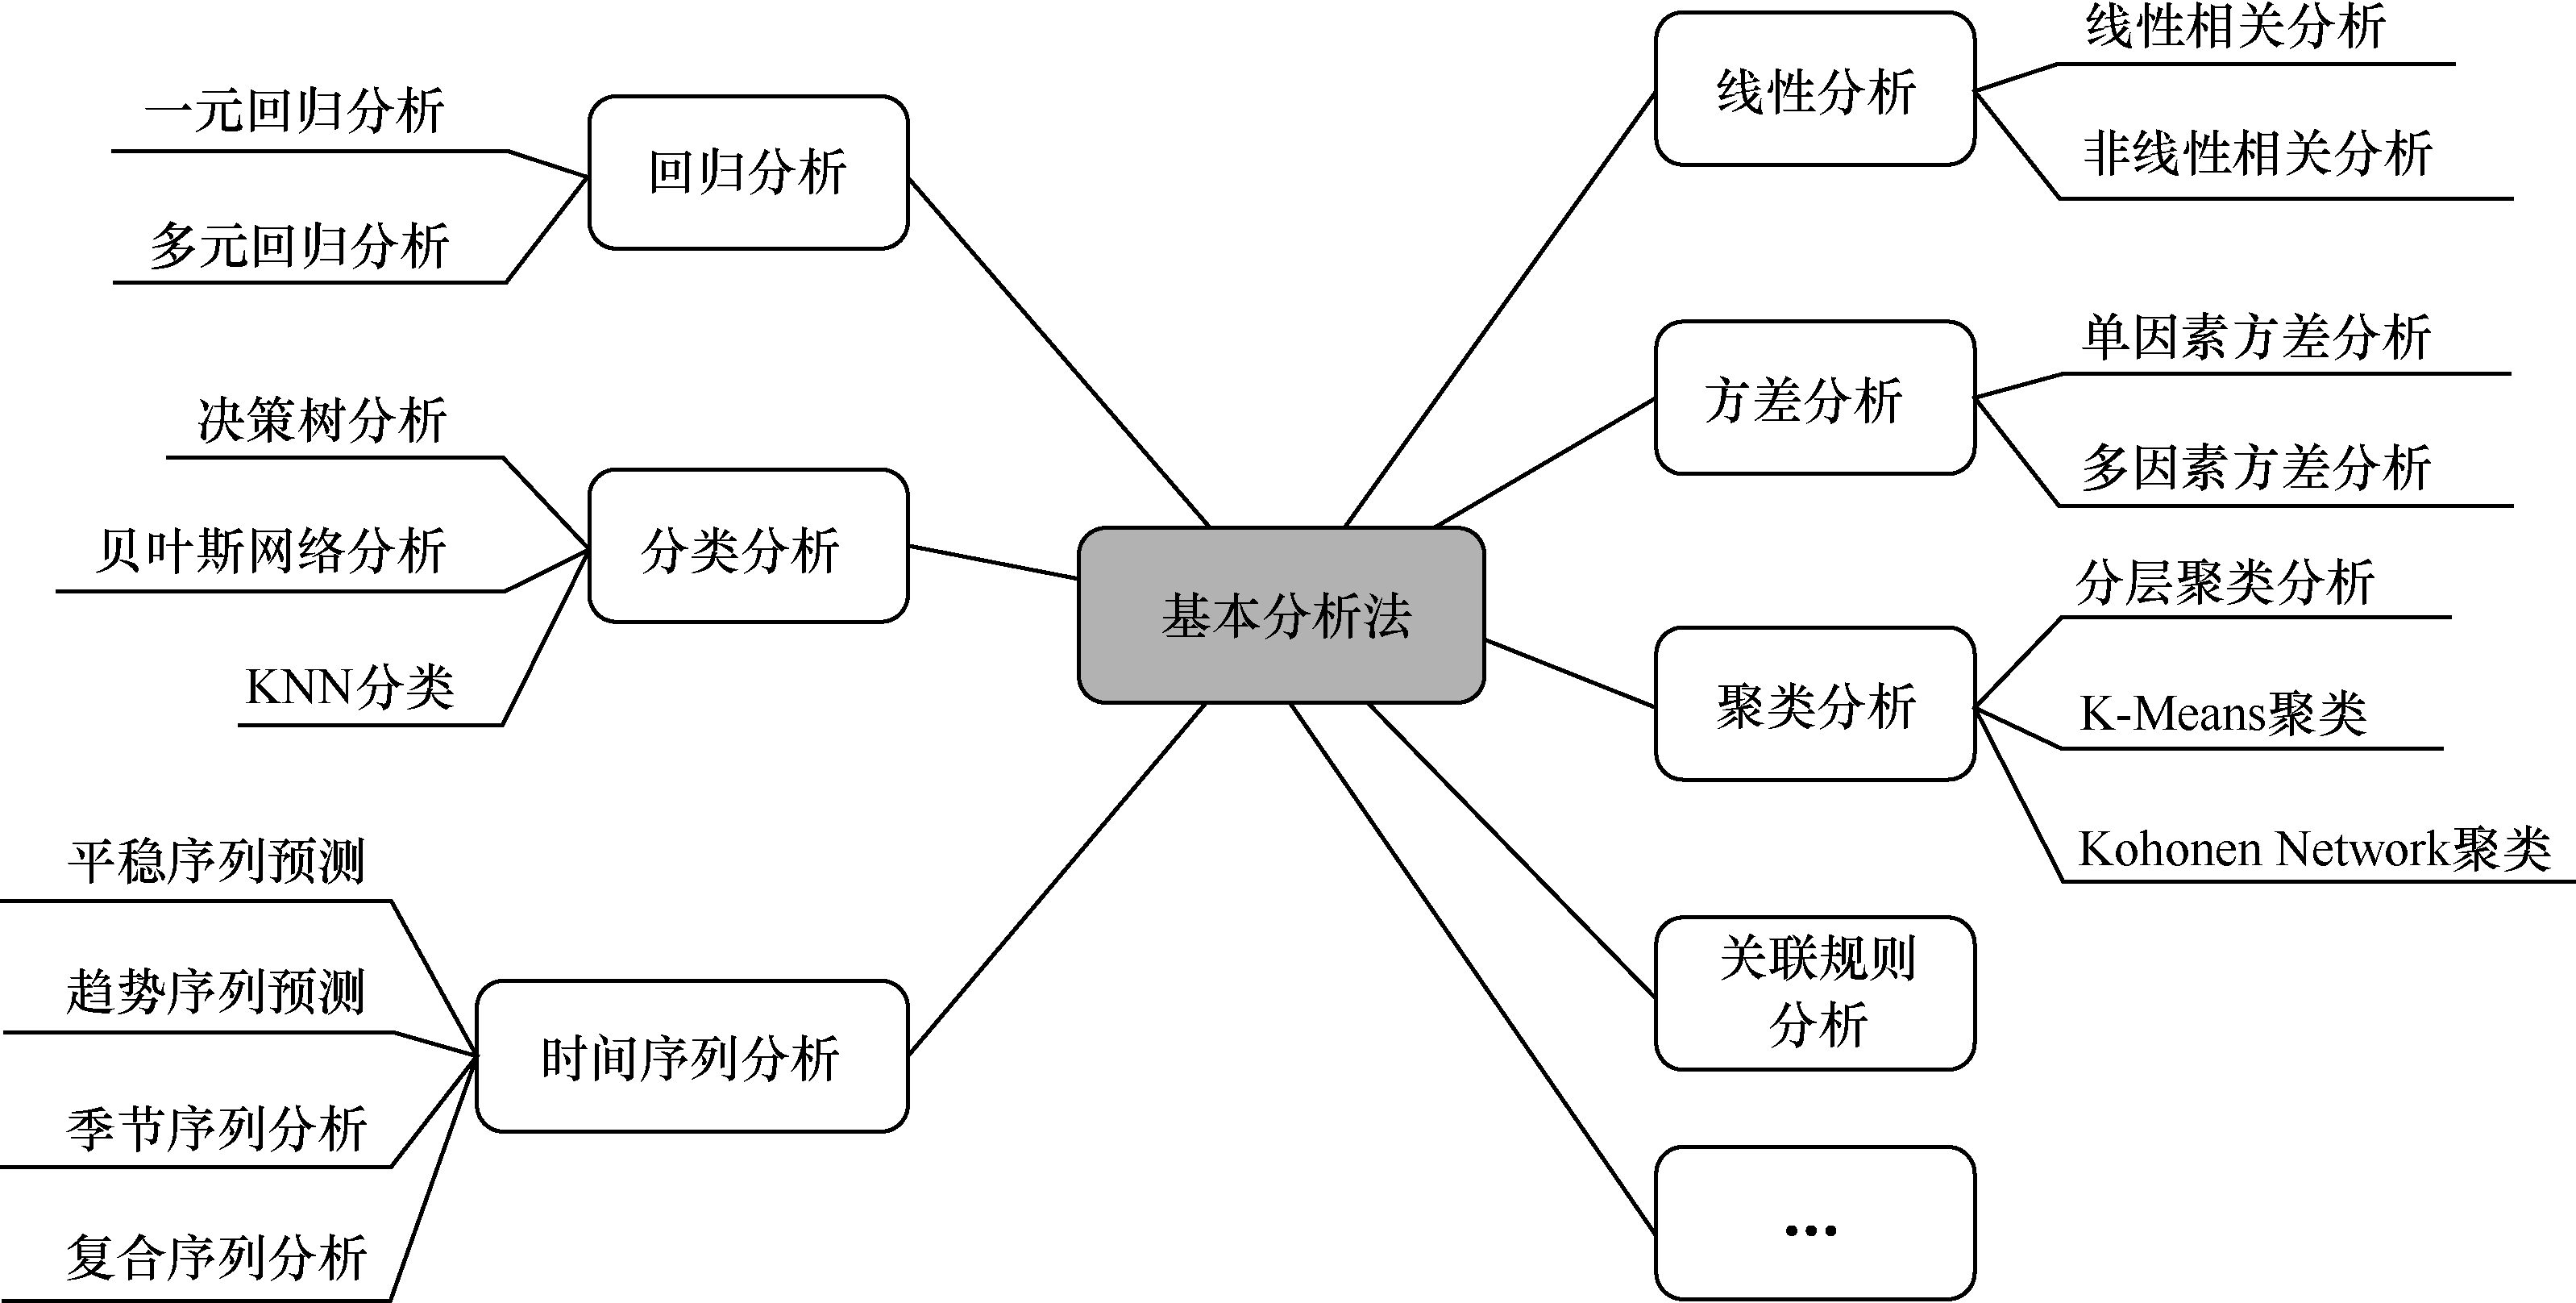 一元回归分析
多元回归分析
回归分析
决策树分析
贝叶斯网络分析
KNN分类
分类分析
平稳序列预测
趋势序列预测
季节序列分析
复合序列分析
时间序列分析
基本分析法
线性分析
线性相关分析
非线性相关分析
方差分析
单因素方差分析
多因素方差分析
聚类分析
分层聚类分析
K-Means聚类
Kohonen Network聚类
关联规则
分析
…